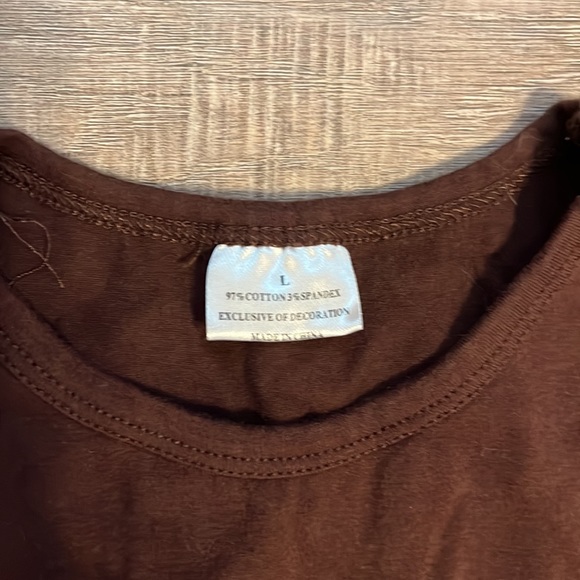 L
97% COTTON 3% SPANDEX
EXCLUSIVE OF DECORATION
MADE IN CHINA